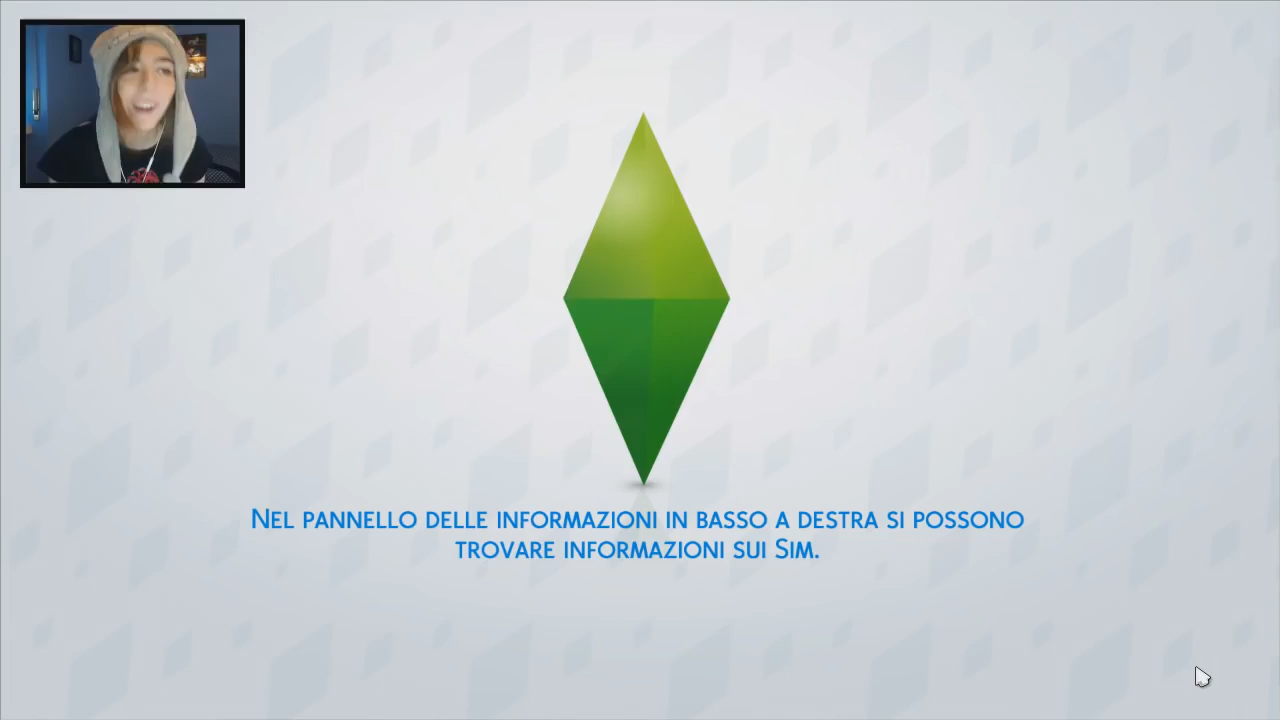 Nel pannello delle informazioni in basso a destra si possono
trovare informazioni sui Sim.